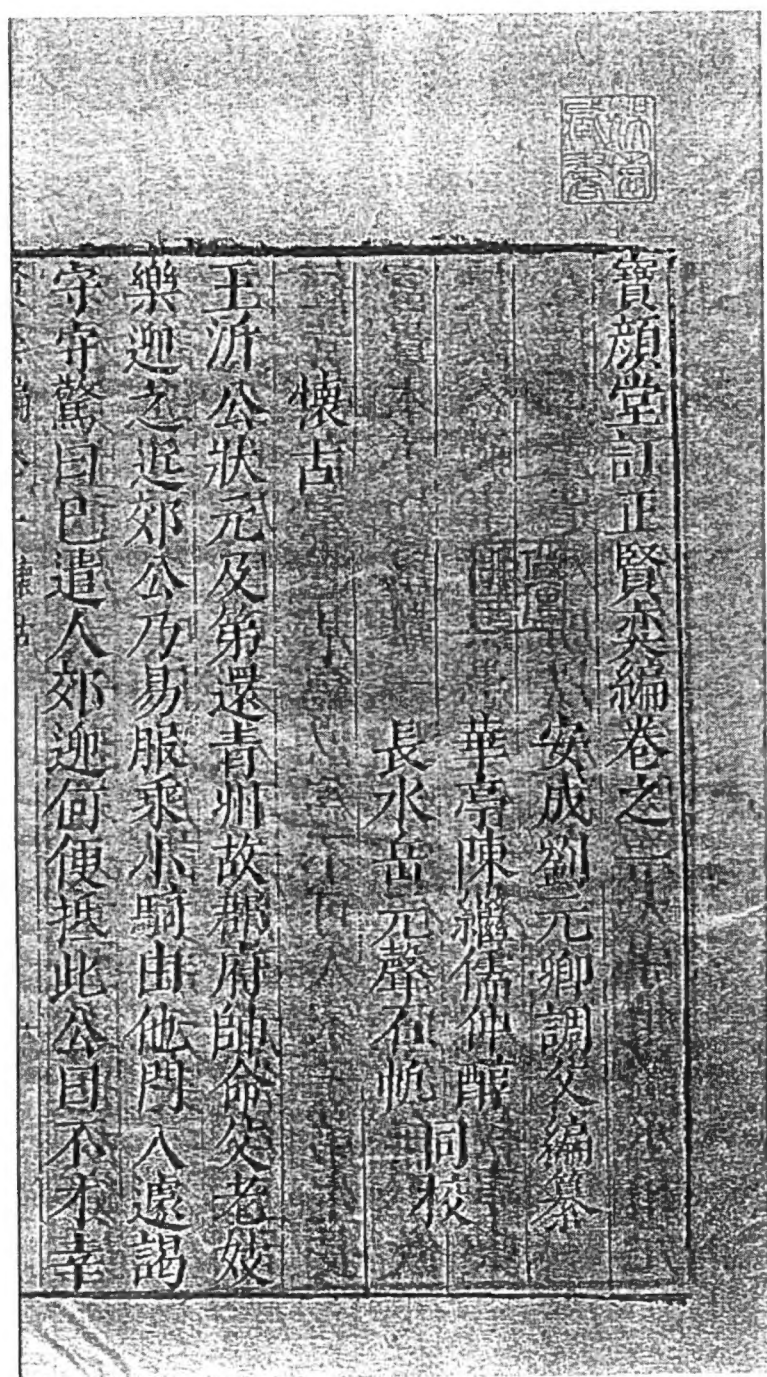 寶顏堂訂正賢奕編卷之一
安成劉元卿調父編纂
華亭陳繼儒仲醇
長水岳元聲石帆
同校
懷古
王沂公狀元及第還青州故郡府帥命父老妓
樂迎之近郊公乃易服乘小駟由他門入遽謁
守守驚曰已遣人郊迎何便抵此公曰不才幸